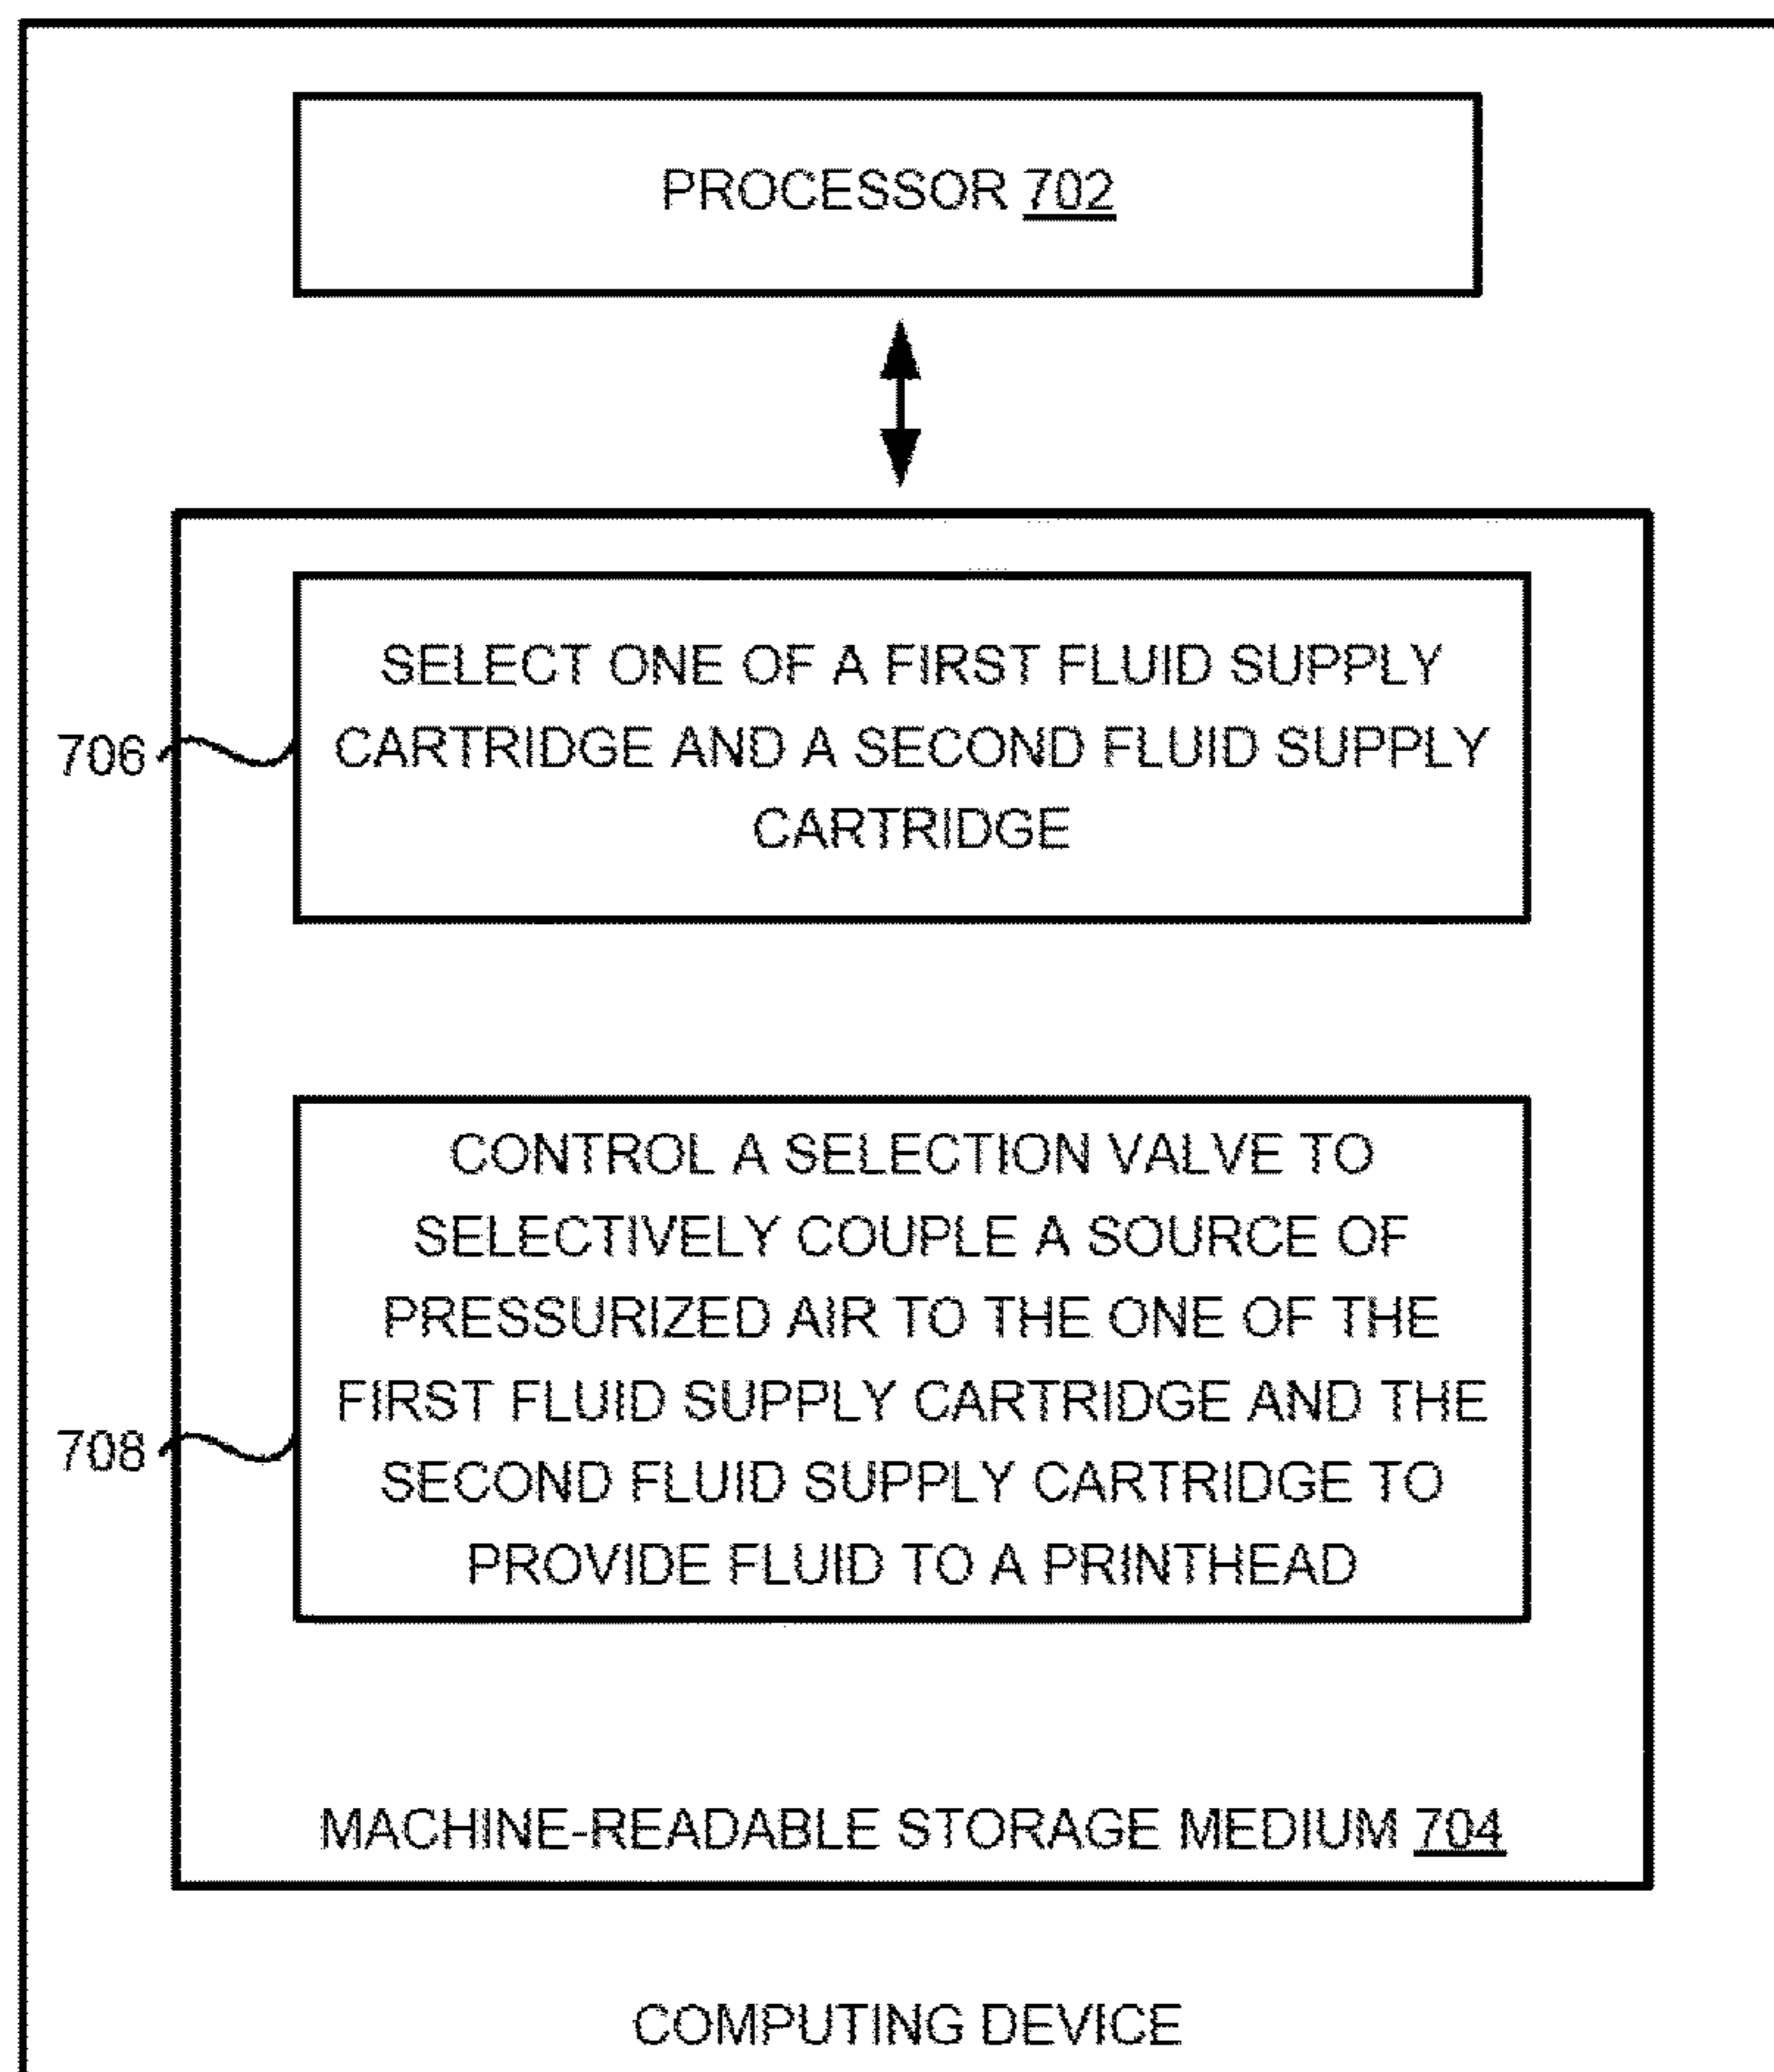 PROCESSOR 702
SELECT ONE OF A FIRST FLUID SUPPLY
706
CARTRIDGE AND A SECOND FLUID SUPPLY
CARTRIDGE
CONTROL A SELECTION VALVE TO
SELECTIVELY COUPLE A SOURCE OF
PRESSURIZED AIR TO THE ONE OF THE
FIRST FLUID SUPPLY CARTRIDGE AND THE
708
SECOND FLUID SUPPLY CARTRIDGE TO
PROVIDE FLUID TO A PRINTHEAD
MACHINE-READABLE STORAGE MEDIUM 704
COMPUTING DEVICE